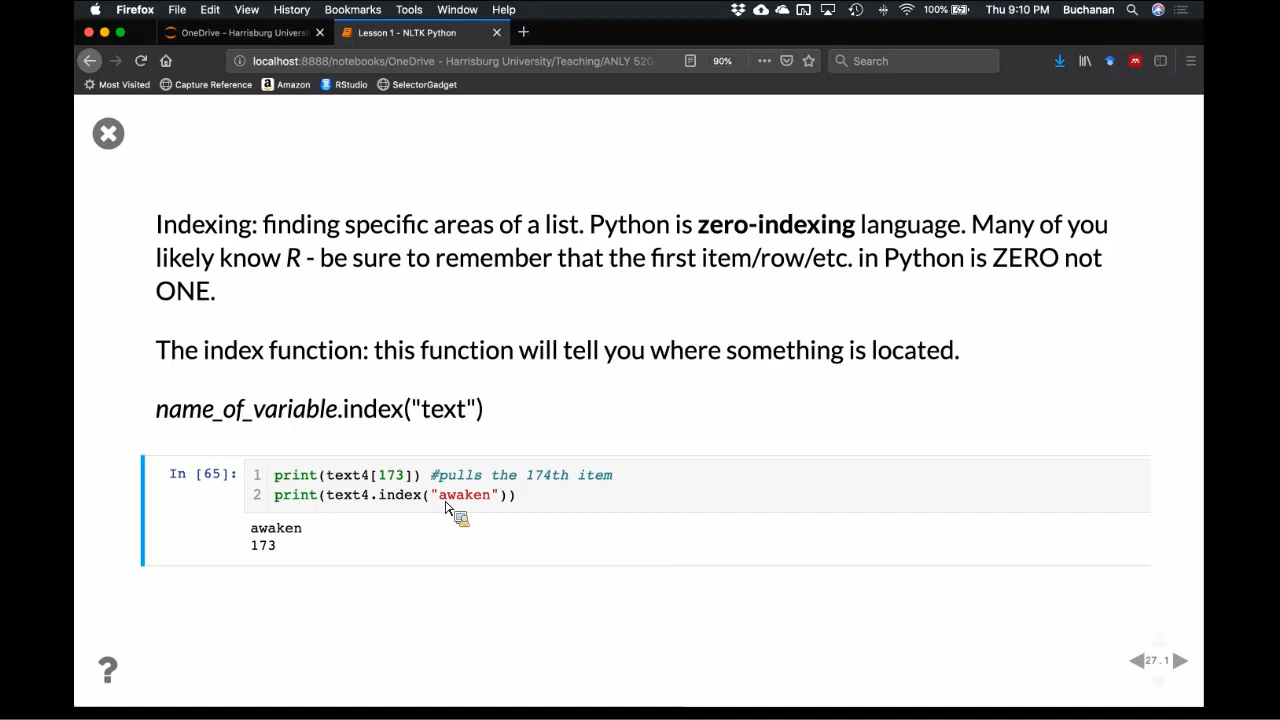 Firefox File Edit View History Bookmarks Tools Window Help 100% Thu 9:10 PM Buchanan
OneDrive - Harrisburg Universi Lesson 1 - NLTK Python
localhost:8888/notebooks/OneDrive - Harrisburg University/Teaching/ANLY 520 90% Search
Most Visited Capture Reference Amazon RStudio SelectorGadget
Indexing: finding specific areas of a list. Python is zero-indexing language. Many of you
likely know R - be sure to remember that the first item/row/etc. in Python is ZERO not
ONE.
The index function: this function will tell you where something is located.
name_of_variable.index("text")
In [65]: 1 print(text4[173]) #pulls the 174th item
2 print(text4.index("awaken"))
awaken
173
?
27.1